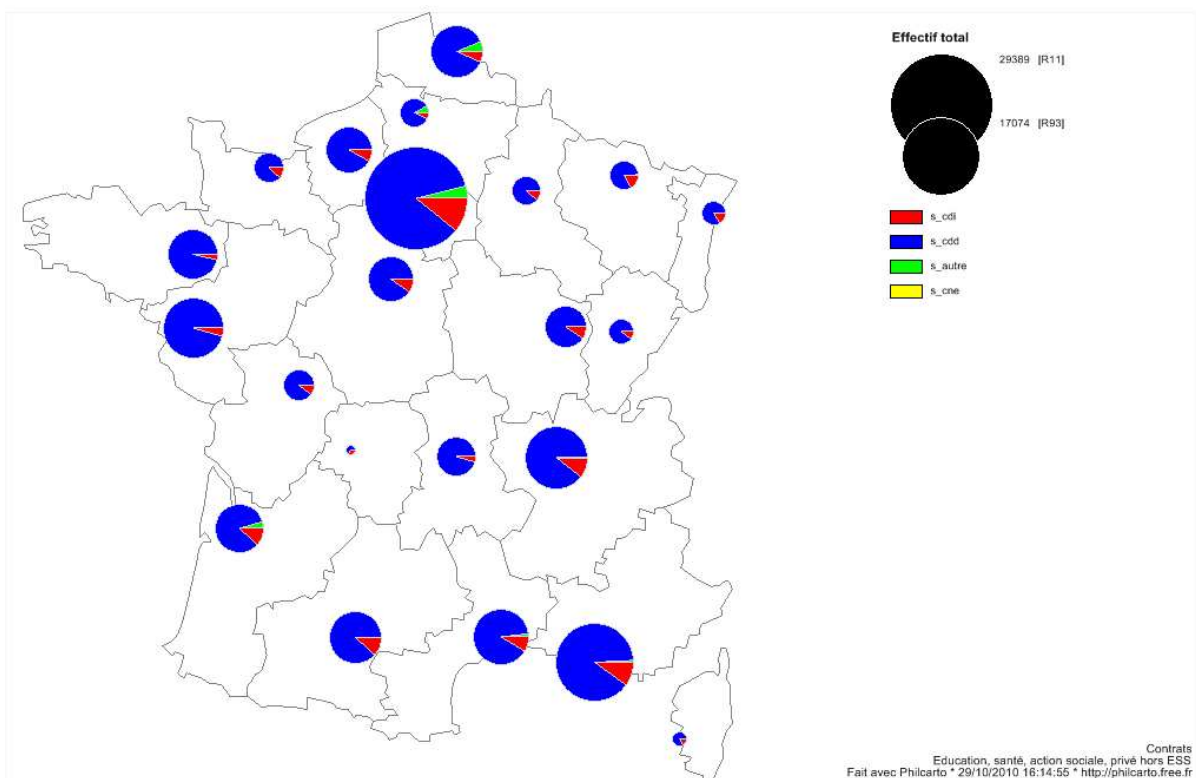 Effectif total
29389 [R11]
17074 [R93]
s_cdi
s_cdd
s_autre
s_cne
Contrats
Education, santé, action sociale, privé hors ESS
Fait avec Philcarto * 29/10/2010 16:14:55 * http://philcarto.free.fr